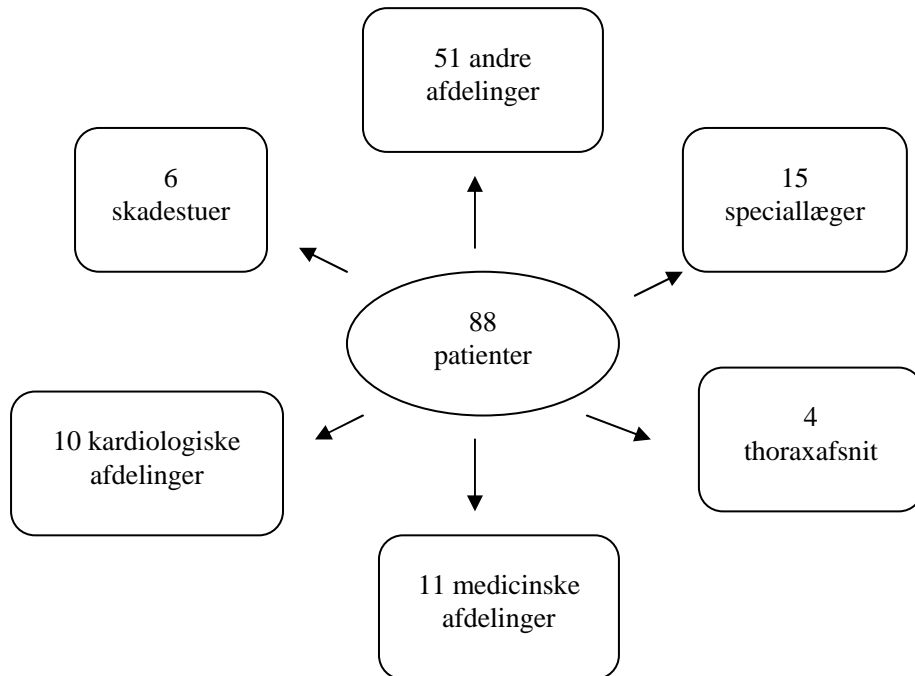 51 andre
afdelinger
6
skadestuer
15
speciallæger
88
patienter
10 kardiologiske
afdelinger
4
thoraxafsnit
11 medicinske
afdelinger